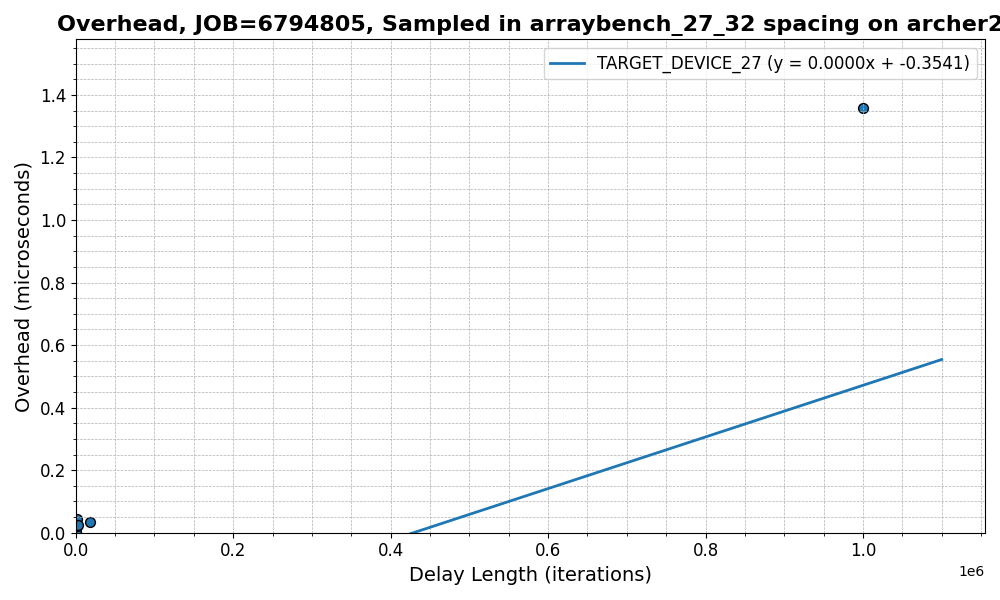 Overhead, JOB=6794805, Sampled in arraybench_27_32 spacing on archer2
TARGET_DEVICE_27 (y = 0.0000x + -0.3541)
Overhead (microseconds)
1.4
1.2
1.0
0.8
0.6
0.4
0.2
0.0
0.0 0.2 0.4 0.6 0.8 1.0
1e6
Delay Length (iterations)